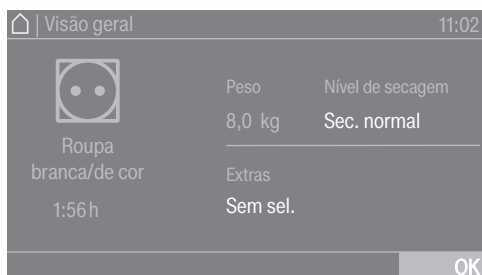 Visão geral
11:02
Roupa
branca/de cor
1:56 h
Peso
8,0 kg
Nível de secagem
Sec. normal
Extras
Sem sel.
OK